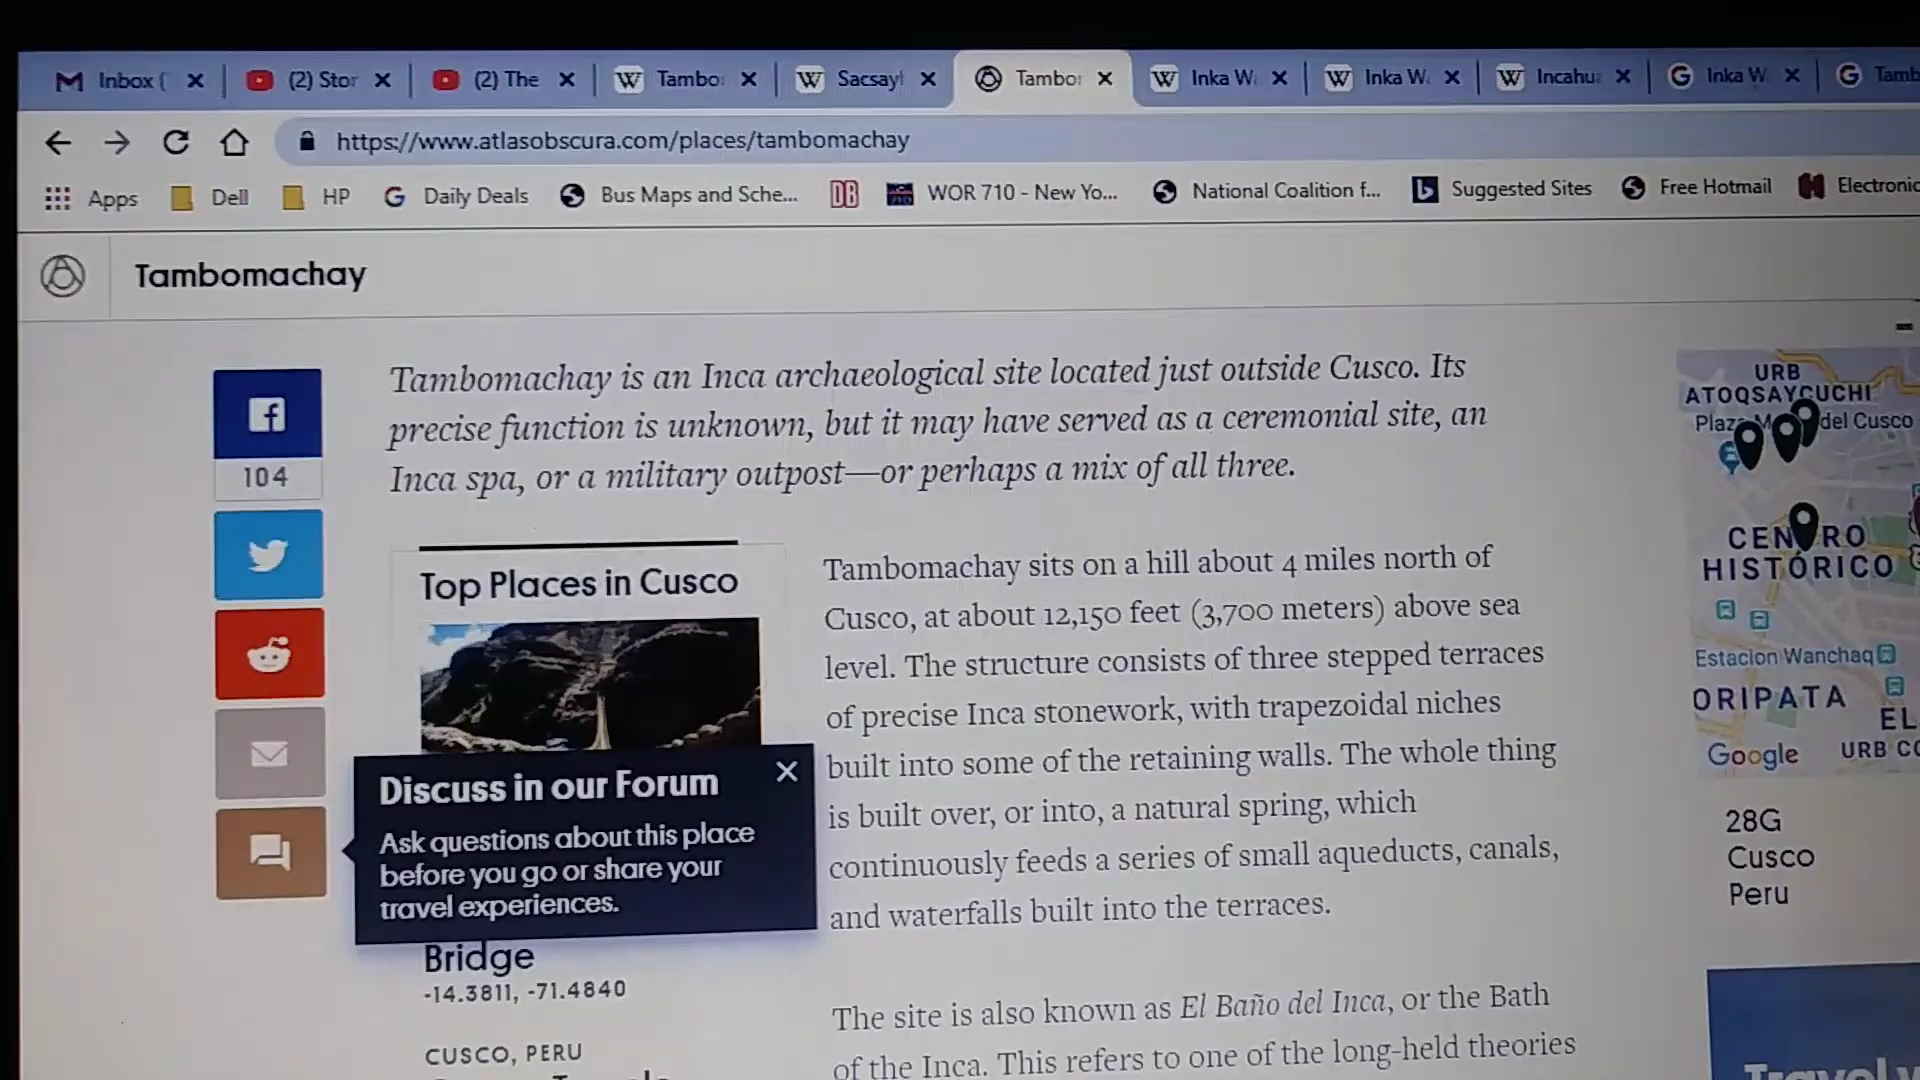 Inbox (
(2) Stor
(2) The
Tambo
Sacsay
Tambo
Inka W
Inka W
Incahu
Inka W
Tamb
https://www.atlasobscura.com/places/tambomachay
Apps
Dell
HP
Daily Deals
Bus Maps and Sche...
DB
WOR 710 - New Yo...
National Coalition f...
Suggested Sites
Free Hotmail
Electronic
Tambomachay
Tambomachay is an Inca archaeological site located just outside Cusco. Its
precise function is unknown, but it may have served as a ceremonial site, an
Inca spa, or a military outpost—or perhaps a mix of all three.
104
Top Places in Cusco
Discuss in our Forum
Ask questions about this place
before you go or share your
travel experiences.
Bridge
-14.3811, -71.4840
CUSCO, PERU
Tambomachay sits on a hill about 4 miles north of
Cusco, at about 12,150 feet (3,700 meters) above sea
level. The structure consists of three stepped terraces
of precise Inca stonework, with trapezoidal niches
built into some of the retaining walls. The whole thing
is built over, or into, a natural spring, which
continuously feeds a series of small aqueducts, canals,
and waterfalls built into the terraces.
The site is also known as El Baño del Inca, or the Bath
of the Inca. This refers to one of the long-held theories
URB
ATOQSAYCUCHI
del Cusco
CENTRO
HISTÓRICO
Estacion Wanchaq
ORIPATA
EL
Google
URB CO
28G
Cusco
Peru